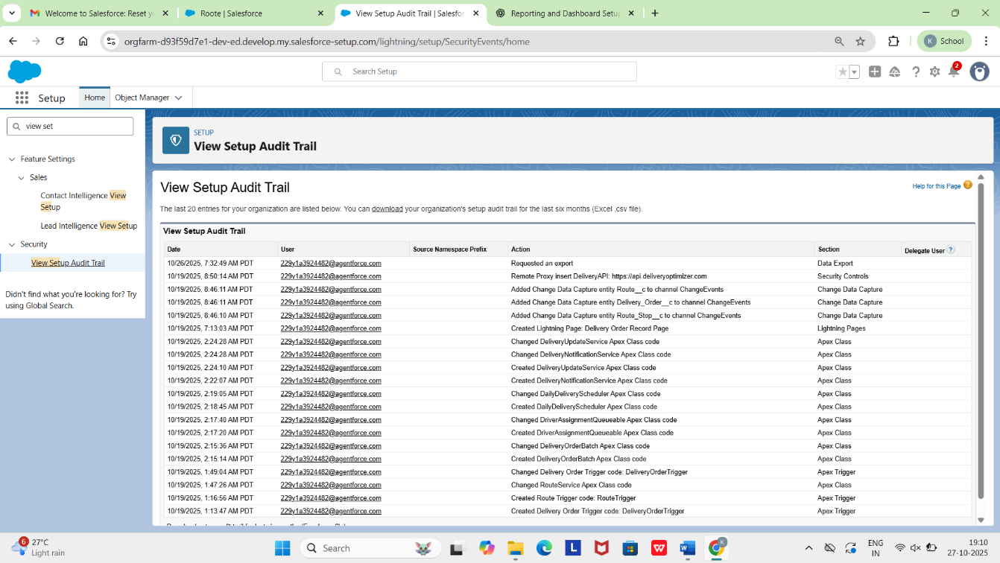 Welcome to Salesforce: Reset yo
Roote | Salesforce
View Setup Audit Trail | Salesfor
Reporting and Dashboard Setup
orgfarm-d93f59d7e1-dev-ed.develop.my.salesforce-setup.com/lightning/setup/SecurityEvents/home
K School
Search Setup
2
Setup
Home
Object Manager
view set
Feature Settings
Sales
Contact Intelligence View
Setup
Lead Intelligence View Setup
Security
View Setup Audit Trail
Didn't find what you're looking for? Try
using Global Search.
SETUP
View Setup Audit Trail
View Setup Audit Trail
Help for this Page ?
The last 20 entries for your organization are listed below. You can download your organization's setup audit trail for the last six months (Excel .csv file).
View Setup Audit Trail
Date User Source Namespace Prefix Action Section Delegate User ?
10/26/2025, 7:32:49 AM PDT 229y1a3924482@agentforce.com Requested an export Data Export
10/19/2025, 8:50:14 AM PDT 229y1a3924482@agentforce.com Remote Proxy insert DeliveryAPI: https://api.deliveryoptimizer.com Security Controls
10/19/2025, 8:46:11 AM PDT 229y1a3924482@agentforce.com Added Change Data Capture entity Route__c to channel ChangeEvents Change Data Capture
10/19/2025, 8:46:11 AM PDT 229y1a3924482@agentforce.com Added Change Data Capture entity Delivery_Order__c to channel ChangeEvents Change Data Capture
10/19/2025, 8:46:10 AM PDT 229y1a3924482@agentforce.com Added Change Data Capture entity Route_Stop__c to channel ChangeEvents Change Data Capture
10/19/2025, 7:13:03 AM PDT 229y1a3924482@agentforce.com Created Lightning Page: Delivery Order Record Page Lightning Pages
10/19/2025, 2:24:28 AM PDT 229y1a3924482@agentforce.com Changed DeliveryUpdateService Apex Class code Apex Class
10/19/2025, 2:24:28 AM PDT 229y1a3924482@agentforce.com Changed DeliveryNotificationService Apex Class code Apex Class
10/19/2025, 2:24:10 AM PDT 229y1a3924482@agentforce.com Created DeliveryUpdateService Apex Class code Apex Class
10/19/2025, 2:22:07 AM PDT 229y1a3924482@agentforce.com Created DeliveryNotificationService Apex Class code Apex Class
10/19/2025, 2:19:05 AM PDT 229y1a3924482@agentforce.com Changed DailyDeliveryScheduler Apex Class code Apex Class
10/19/2025, 2:18:45 AM PDT 229y1a3924482@agentforce.com Created DailyDeliveryScheduler Apex Class code Apex Class
10/19/2025, 2:17:40 AM PDT 229y1a3924482@agentforce.com Changed DriverAssignmentQueueable Apex Class code Apex Class
10/19/2025, 2:17:20 AM PDT 229y1a3924482@agentforce.com Created DriverAssignmentQueueable Apex Class code Apex Class
10/19/2025, 2:15:36 AM PDT 229y1a3924482@agentforce.com Changed DeliveryOrderBatch Apex Class code Apex Class
10/19/2025, 2:15:14 AM PDT 229y1a3924482@agentforce.com Created DeliveryOrderBatch Apex Class code Apex Class
10/19/2025, 1:49:04 AM PDT 229y1a3924482@agentforce.com Changed Delivery Order Trigger code: DeliveryOrderTrigger Apex Trigger
10/19/2025, 1:47:26 AM PDT 229y1a3924482@agentforce.com Changed RouteService Apex Class code Apex Class
10/19/2025, 1:16:56 AM PDT 229y1a3924482@agentforce.com Created Route Trigger code: RouteTrigger Apex Trigger
10/19/2025, 1:13:47 AM PDT 229y1a3924482@agentforce.com Created Delivery Order Trigger code: DeliveryOrderTrigger Apex Trigger
6
27°C
Light rain
Search
ENG
IN
19:10
27-10-2025